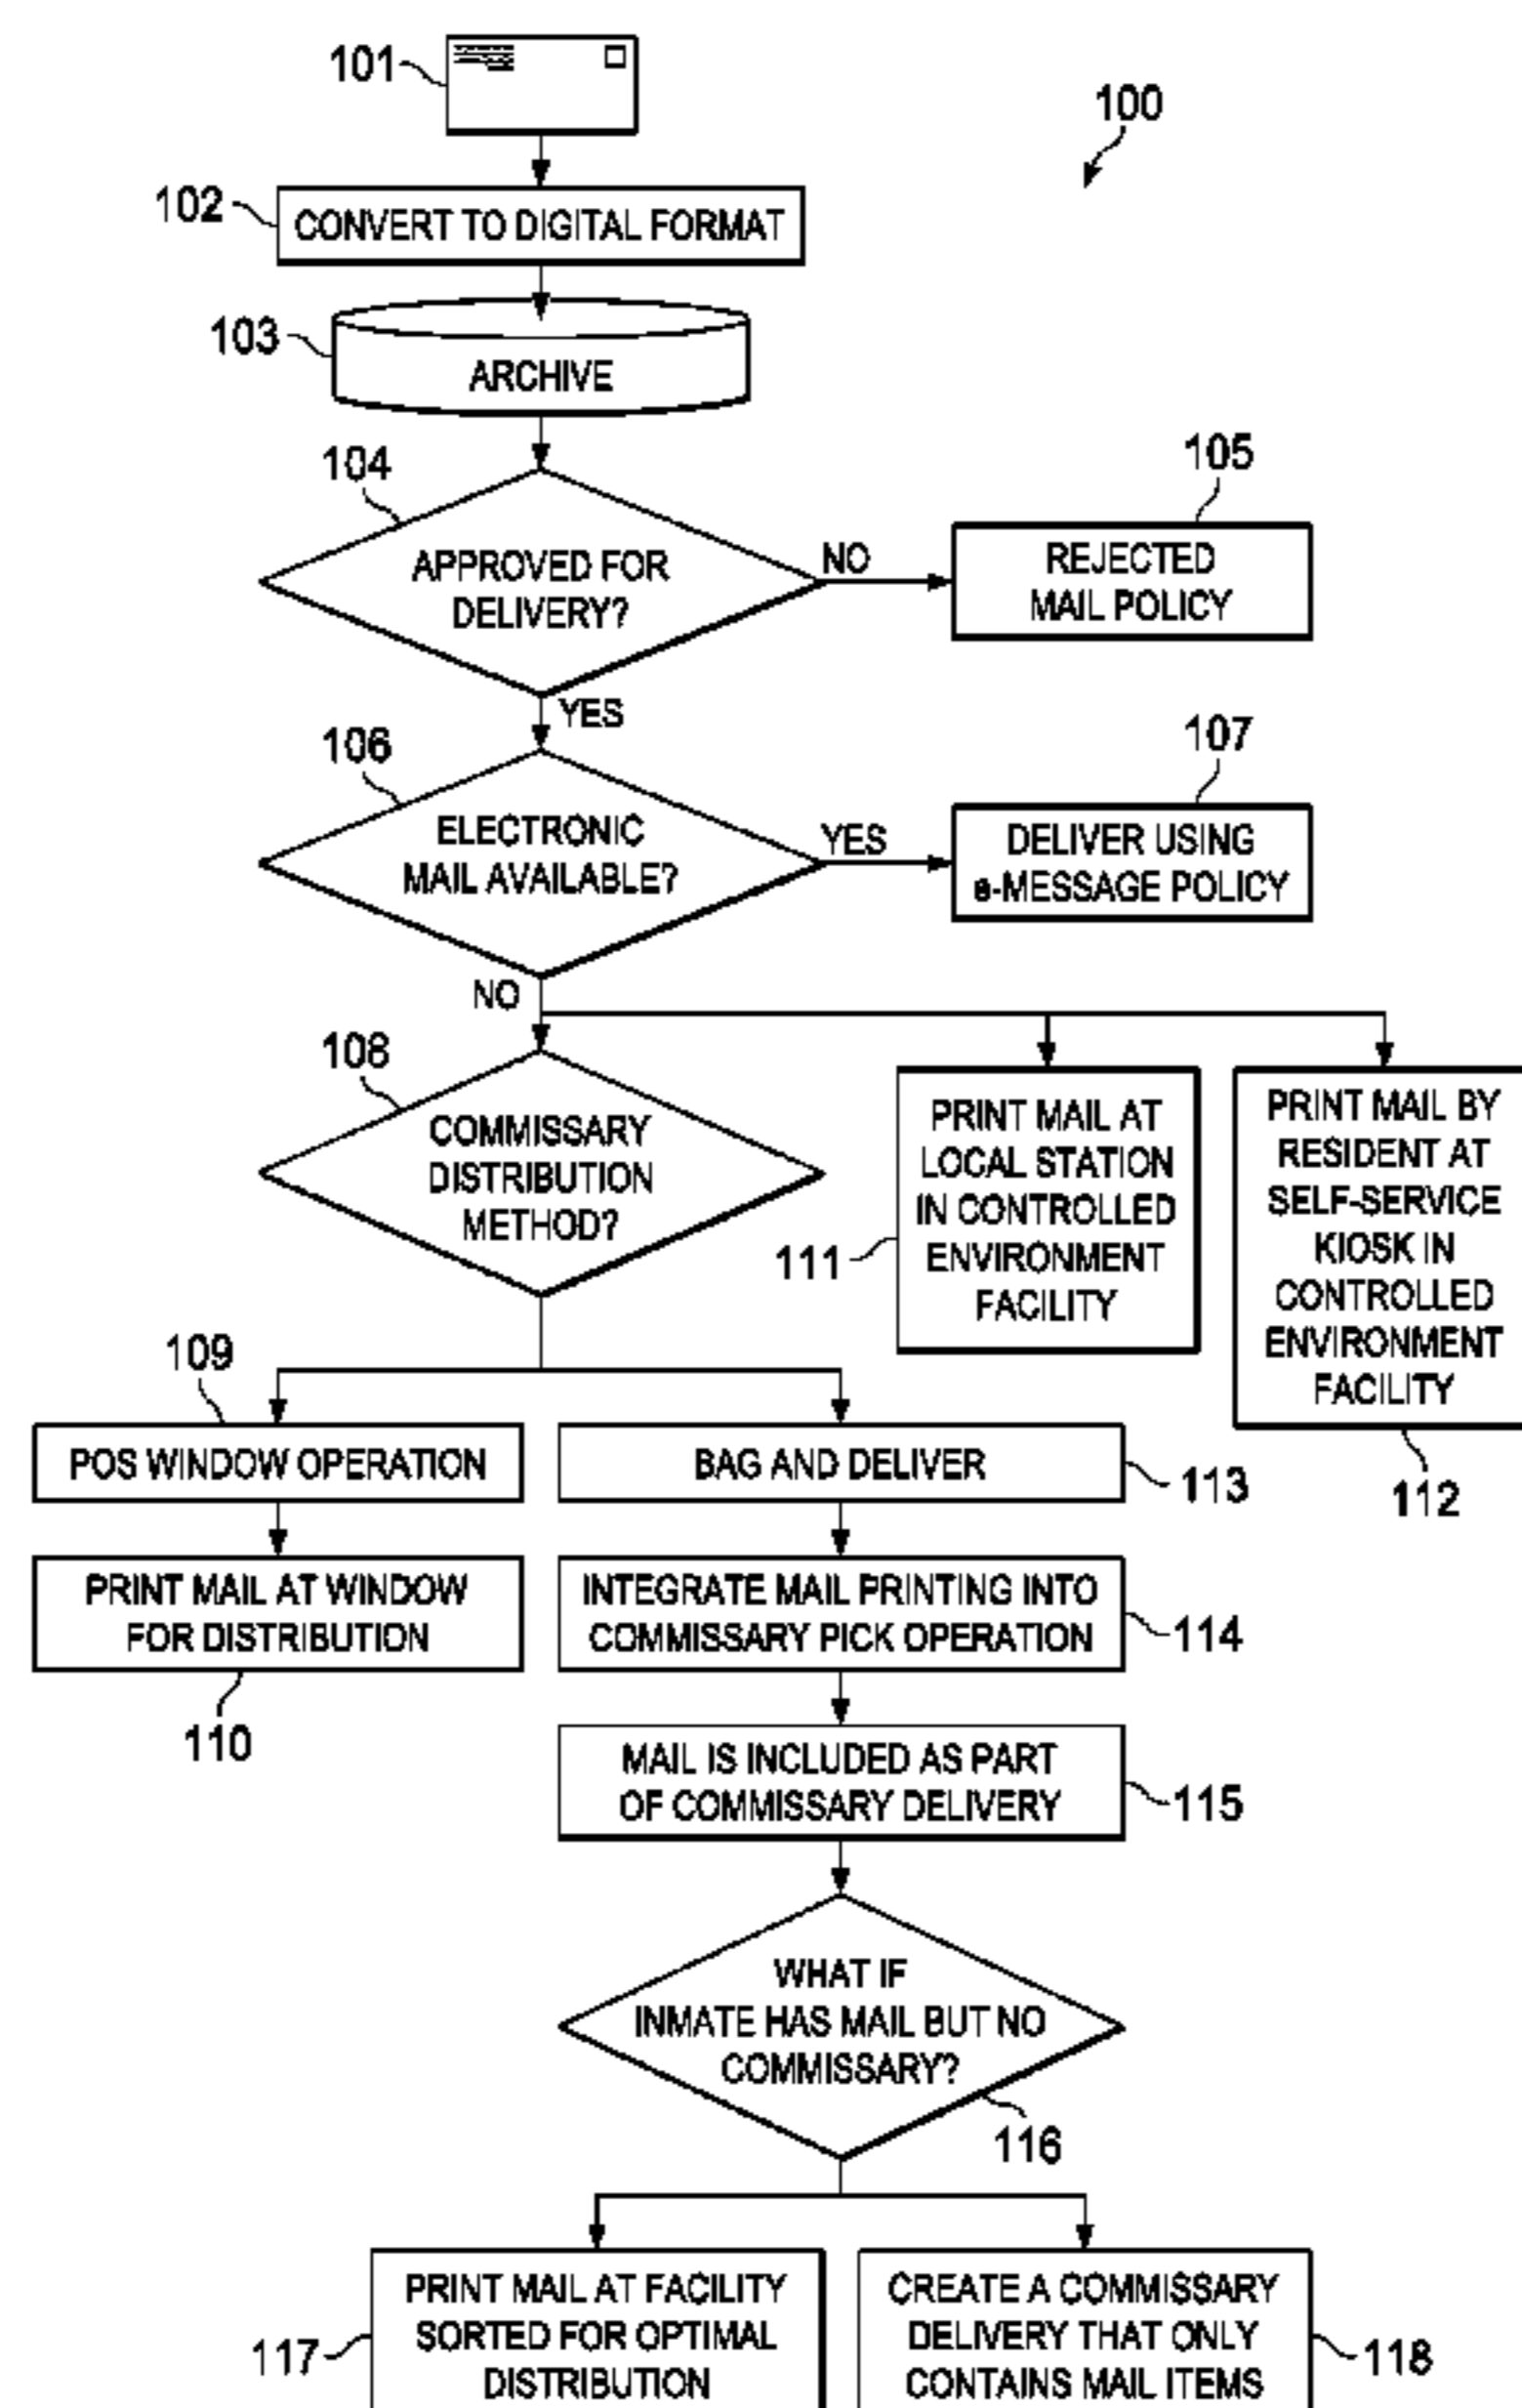 101
100
102
CONVERT TO DIGITAL FORMAT
103
ARCHIVE
104
APPROVED FOR
DELIVERY?
NO
105
REJECTED
MAIL POLICY
YES
106
ELECTRONIC
MAIL AVAILABLE?
YES
107
DELIVER USING
e-MESSAGE POLICY
NO
108
COMMISSARY
DISTRIBUTION
METHOD?
111
PRINT MAIL AT
LOCAL STATION
IN CONTROLLED
ENVIRONMENT
FACILITY
PRINT MAIL BY
RESIDENT AT
SELF-SERVICE
KIOSK IN
CONTROLLED
ENVIRONMENT
FACILITY
112
109
POS WINDOW OPERATION
BAG AND DELIVER
113
PRINT MAIL AT WINDOW
FOR DISTRIBUTION
110
INTEGRATE MAIL PRINTING INTO
COMMISSARY PICK OPERATION
114
MAIL IS INCLUDED AS PART
OF COMMISSARY DELIVERY
115
WHAT IF
INMATE HAS MAIL BUT NO
COMMISSARY?
116
117
PRINT MAIL AT FACILITY
SORTED FOR OPTIMAL
DISTRIBUTION
CREATE A COMMISSARY
DELIVERY THAT ONLY
CONTAINS MAIL ITEMS
118